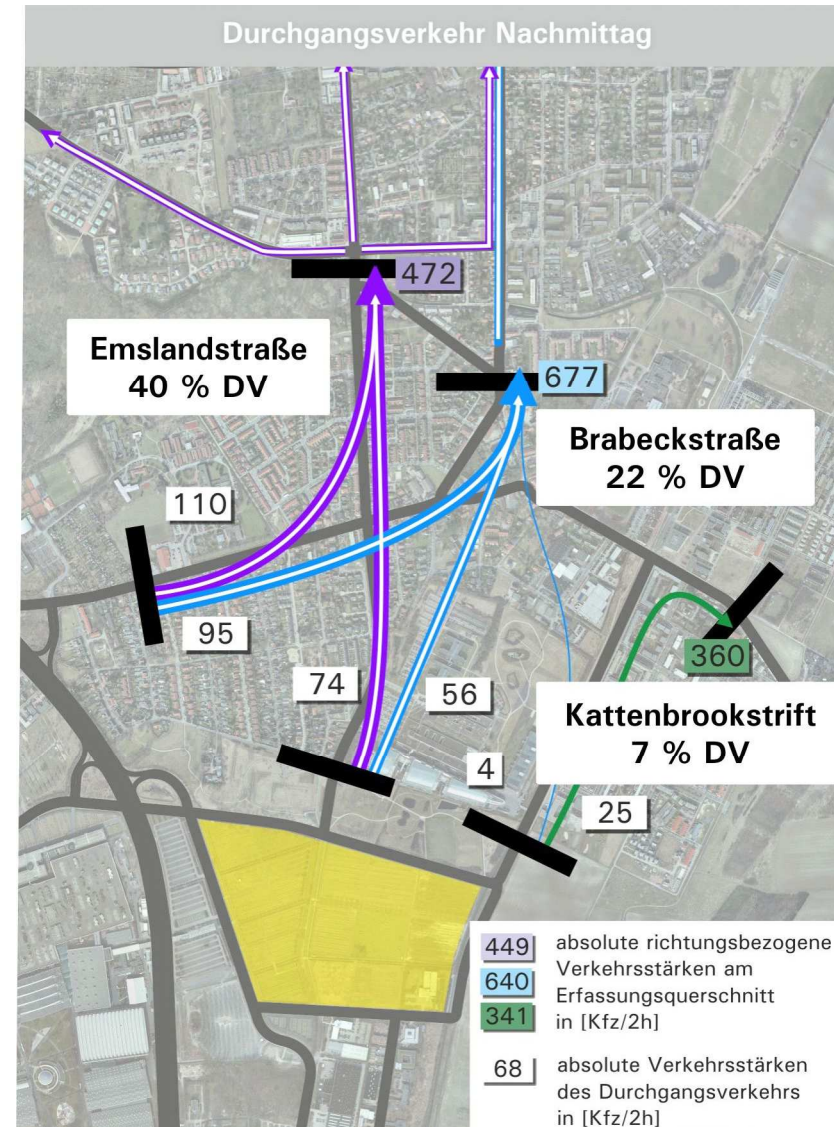 Durchgangsverkehr Nachmittag
472
Emslandstraße
40 % DV
677
Brabeckstraße
22 % DV
110
95
360
74
56
Kattenbrookstrift
7 % DV
4
25
449
640
341
absolute richtungsbezogene
Verkehrsstärken am
Erfassungsquerschnitt
in [Kfz/2h]
68
absolute Verkehrsstärken
des Durchgangsverkehrs
in [Kfz/2h]